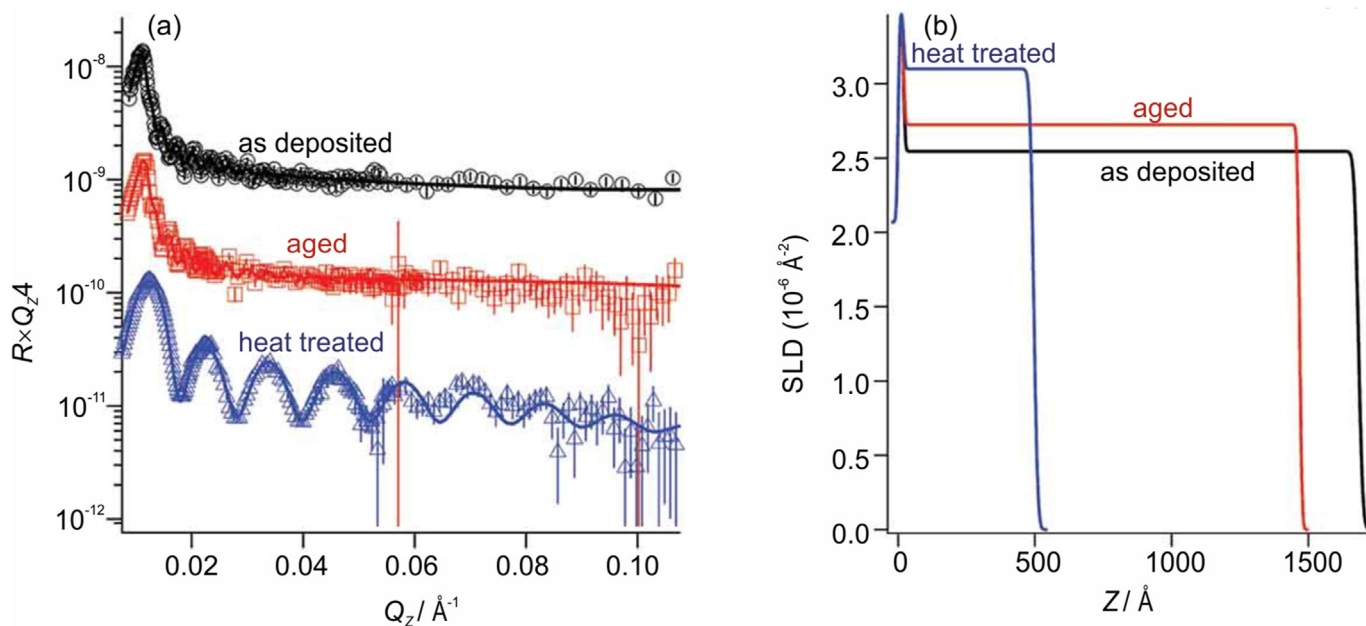 (a)
10-8
10-9
10-10
10-11
10-12
as deposited
aged
heat treated
R×Qz4
0.02 0.04 0.06 0.08 0.10
Qz / Å-1
(b)
heat treated
aged
as deposited
3.0
2.5
2.0
1.5
1.0
0.5
0.0
SLD (10-6 Å-2)
0 500 1000 1500
Z / Å